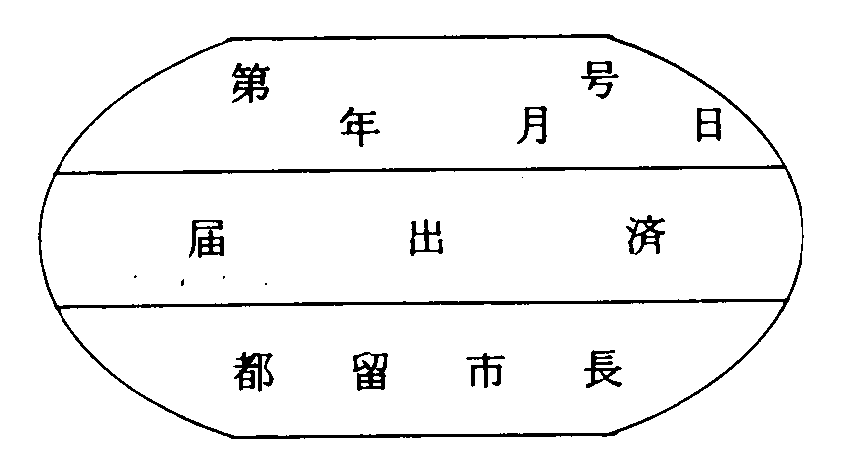 第　号
年　月　日
届出済
都留市長